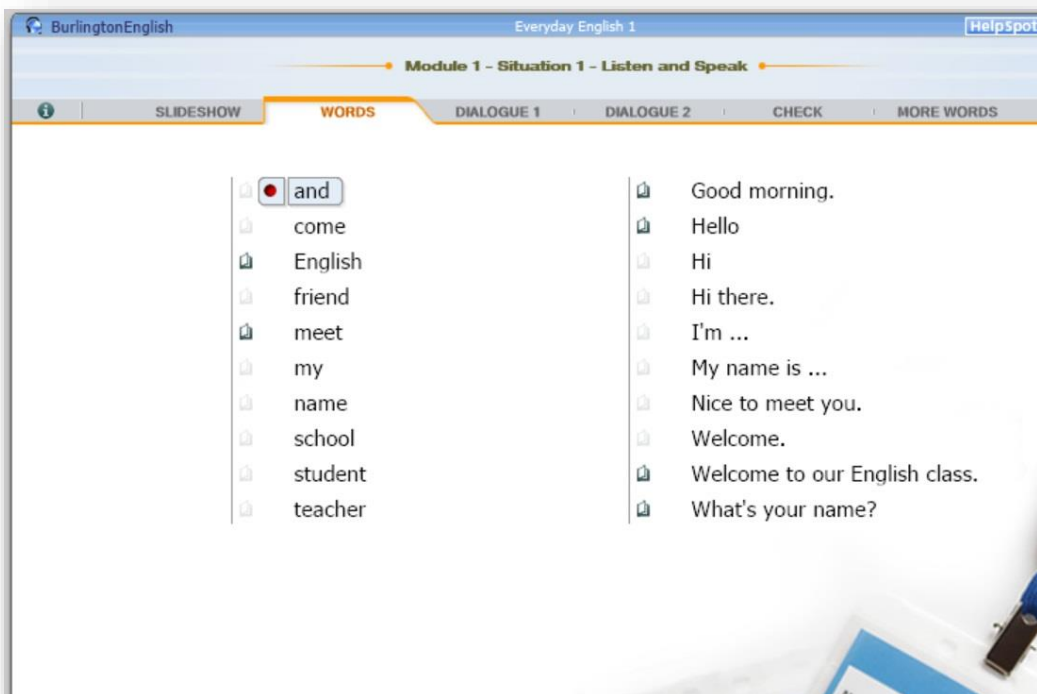 BurlingtonEnglish
Everyday English 1
HelpSpot
Module 1 - Situation 1 - Listen and Speak
SLIDESHOW
WORDS
DIALOGUE 1
DIALOGUE 2
CHECK
MORE WORDS
and
come
English
friend
meet
my
name
school
student
teacher
Good morning.
Hello
Hi
Hi there.
I'm ...
My name is ...
Nice to meet you.
Welcome.
Welcome to our English class.
What's your name?